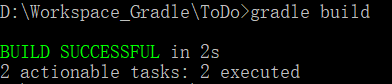 D:\Workspace_Gradle\ToDo>gradle build
BUILD SUCCESSFUL in 2s
2 actionable tasks: 2 executed